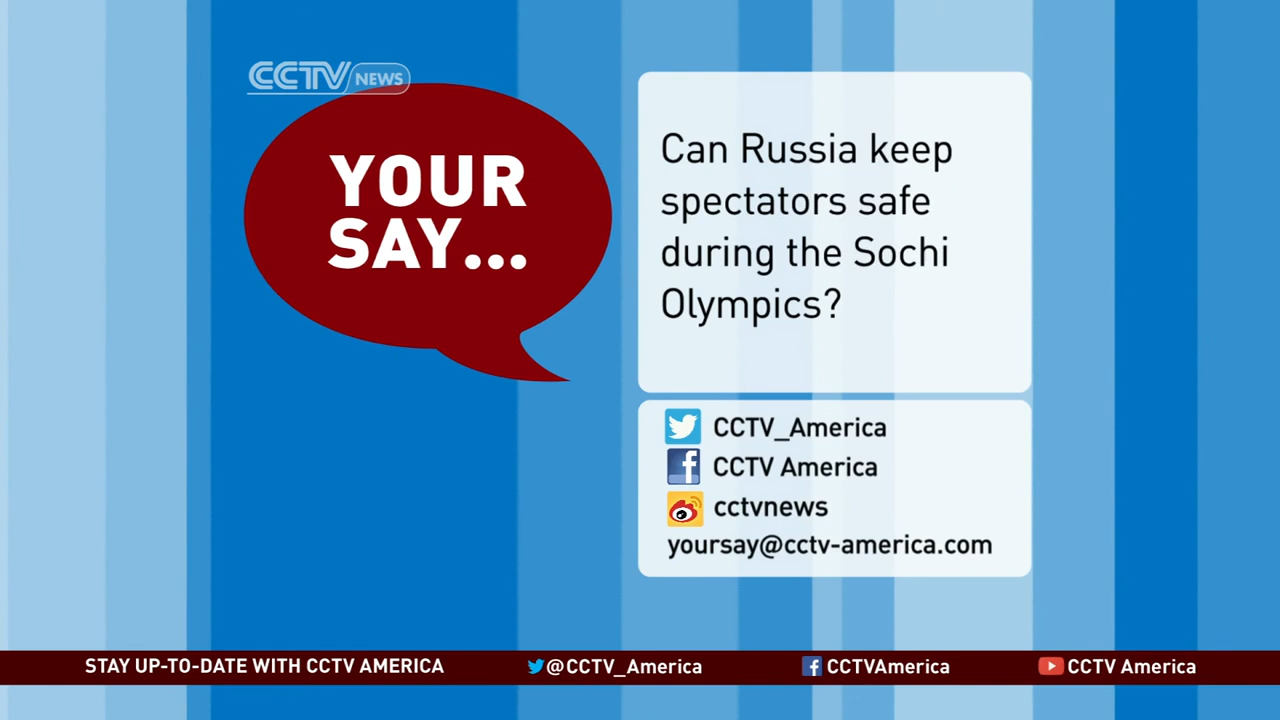 CCTV NEWS
YOUR
SAY...
Can Russia keep
spectators safe
during the Sochi
Olympics?
CCTV_America
CCTV America
cctvnews
yoursay@cctv-america.com
STAY UP-TO-DATE WITH CCTV AMERICA @CCTV_America CCTVAmerica CCTV America